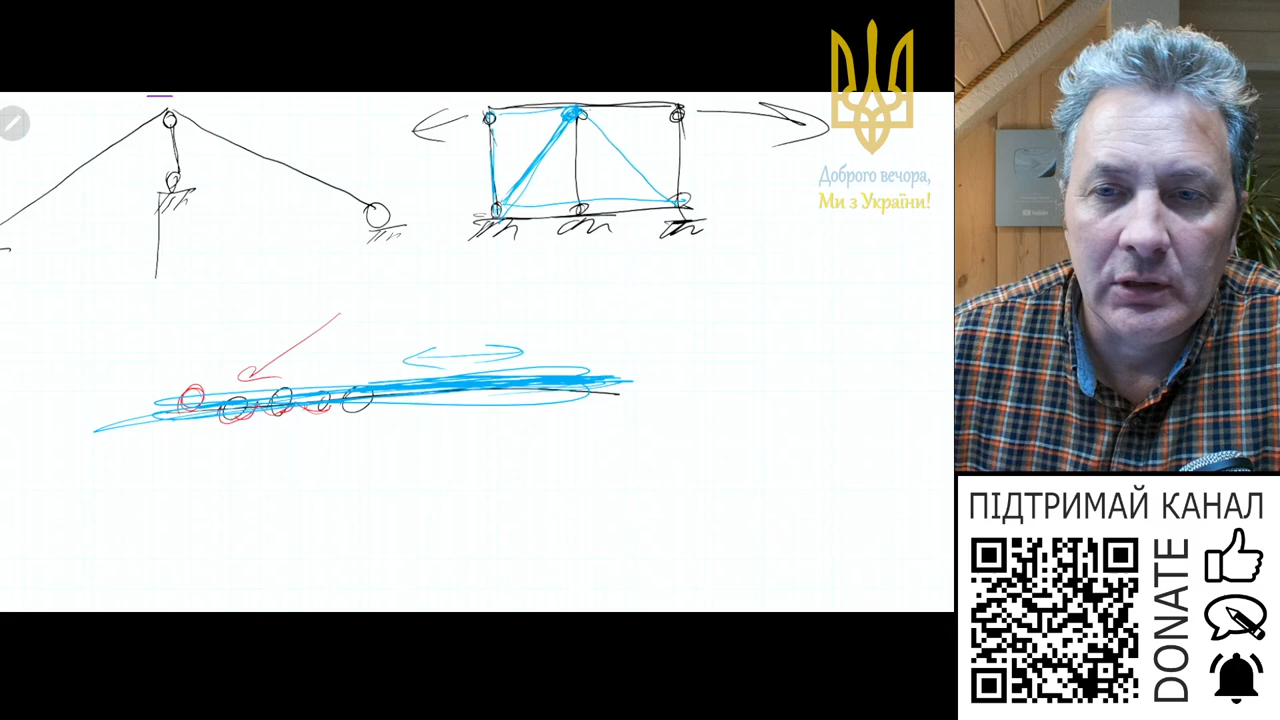 Доброго вечора,
Ми з України!
ПІДТРИМАЙ КАНАЛ
DONATE